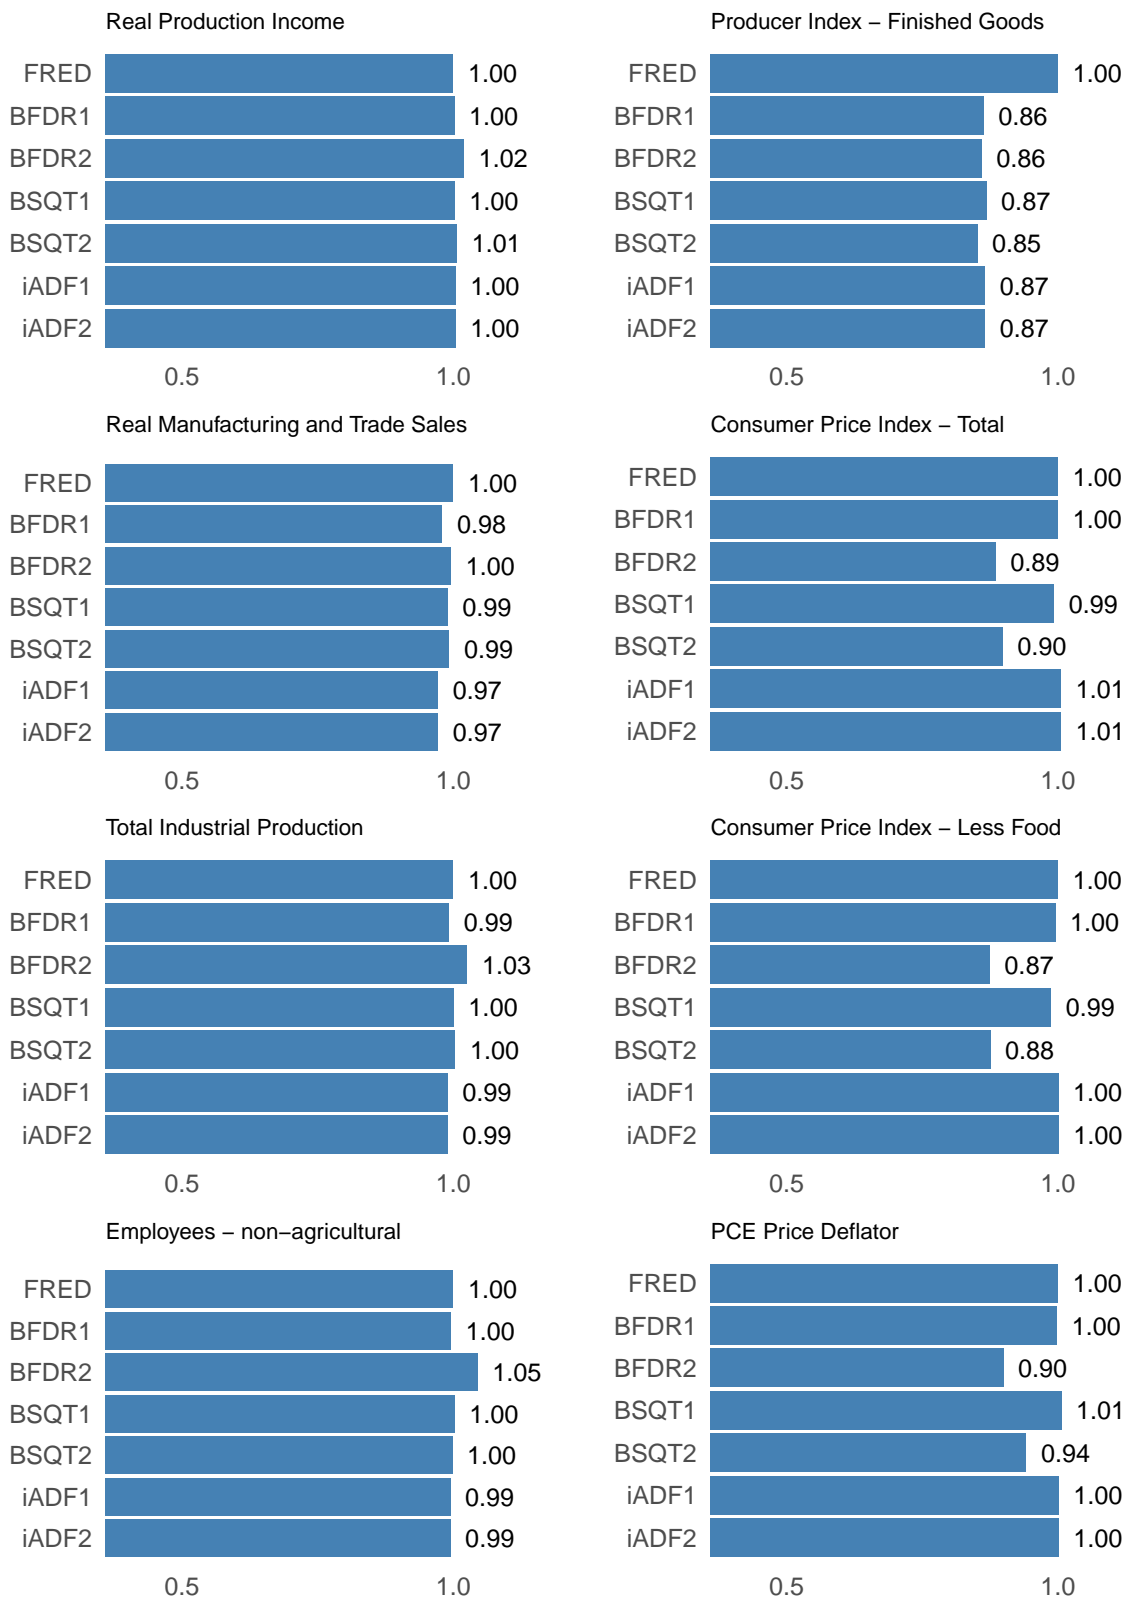 Real Production Income
FRED 1.00
BFDR1 1.00
BFDR2 1.02
BSQT1 1.00
BSQT2 1.01
iADF1 1.00
iADF2 1.00
0.5 1.0
Producer Index − Finished Goods
FRED 1.00
BFDR1 0.86
BFDR2 0.86
BSQT1 0.87
BSQT2 0.85
iADF1 0.87
iADF2 0.87
0.5 1.0
Real Manufacturing and Trade Sales
FRED 1.00
BFDR1 0.98
BFDR2 1.00
BSQT1 0.99
BSQT2 0.99
iADF1 0.97
iADF2 0.97
0.5 1.0
Consumer Price Index − Total
FRED 1.00
BFDR1 1.00
BFDR2 0.89
BSQT1 0.99
BSQT2 0.90
iADF1 1.01
iADF2 1.01
0.5 1.0
Total Industrial Production
FRED 1.00
BFDR1 0.99
BFDR2 1.03
BSQT1 1.00
BSQT2 1.00
iADF1 0.99
iADF2 0.99
0.5 1.0
Consumer Price Index − Less Food
FRED 1.00
BFDR1 1.00
BFDR2 0.87
BSQT1 0.99
BSQT2 0.88
iADF1 1.00
iADF2 1.00
0.5 1.0
Employees − non−agricultural
FRED 1.00
BFDR1 1.00
BFDR2 1.05
BSQT1 1.00
BSQT2 1.00
iADF1 0.99
iADF2 0.99
0.5 1.0
PCE Price Deflator
FRED 1.00
BFDR1 1.00
BFDR2 0.90
BSQT1 1.01
BSQT2 0.94
iADF1 1.00
iADF2 1.00
0.5 1.0